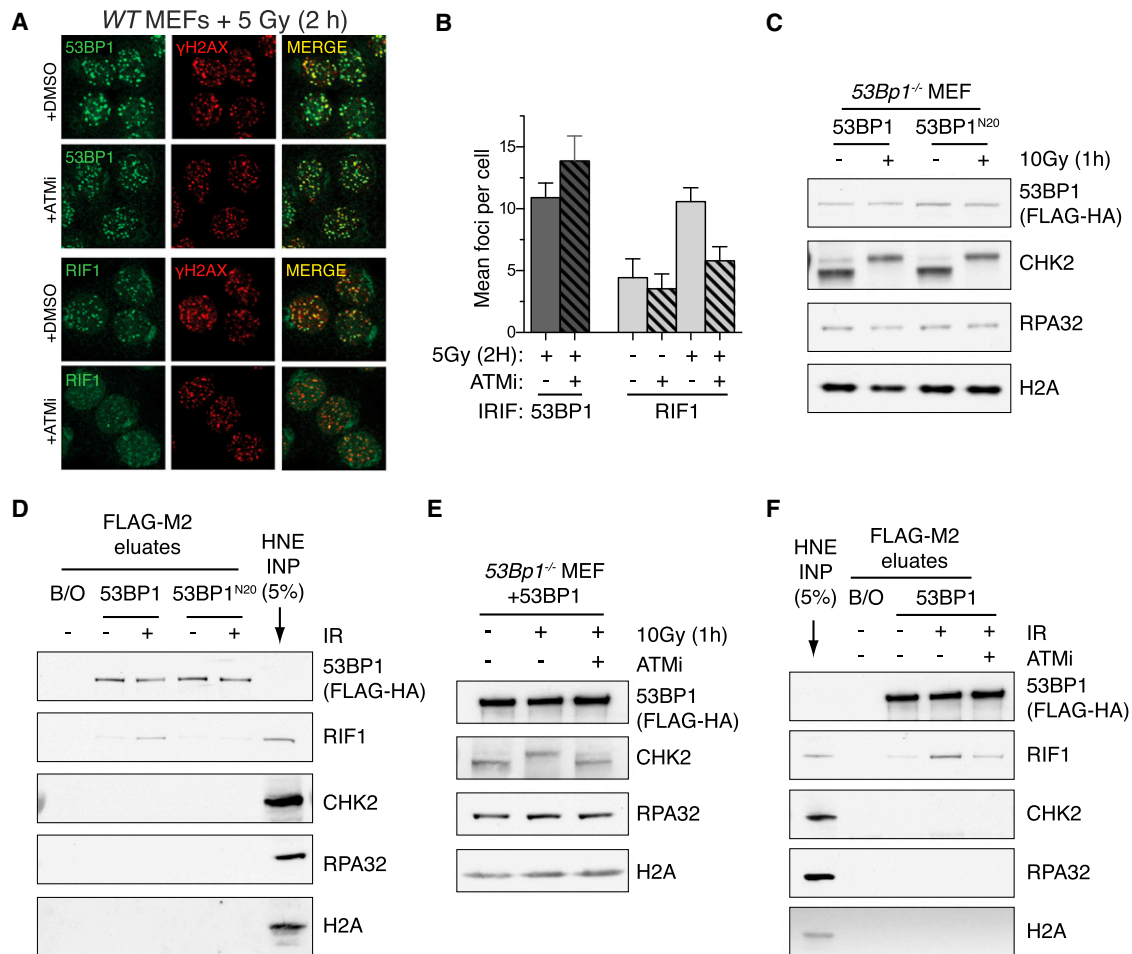 A
WT MEFs + 5 Gy (2 h)
53BP1 γH2AX MERGE
+DMSO
53BP1
+ATMi
RIF1 γH2AX MERGE
+DMSO
RIF1
+ATMi
B
Mean foci per cell
15
10
5
0
5Gy (2H): + + - - + +
ATMi: - + - + - +
IRIF: 53BP1 RIF1
C
53Bp1-/- MEF
53BP1 53BP1N20
- + - + 10Gy (1h)
53BP1
(FLAG-HA)
CHK2
RPA32
H2A
D
FLAG-M2
eluates
HNE
INP
(5%)
B/O 53BP1 53BP1N20
- - + - + IR
53BP1
(FLAG-HA)
RIF1
CHK2
RPA32
H2A
E
53Bp1-/- MEF
+53BP1
- + + 10Gy (1h)
- - + ATMi
53BP1
(FLAG-HA)
CHK2
RPA32
H2A
F
HNE
INP
(5%)
FLAG-M2
eluates
B/O 53BP1
- - + + IR
- - - + ATMi
53BP1
(FLAG-HA)
RIF1
CHK2
RPA32
H2A